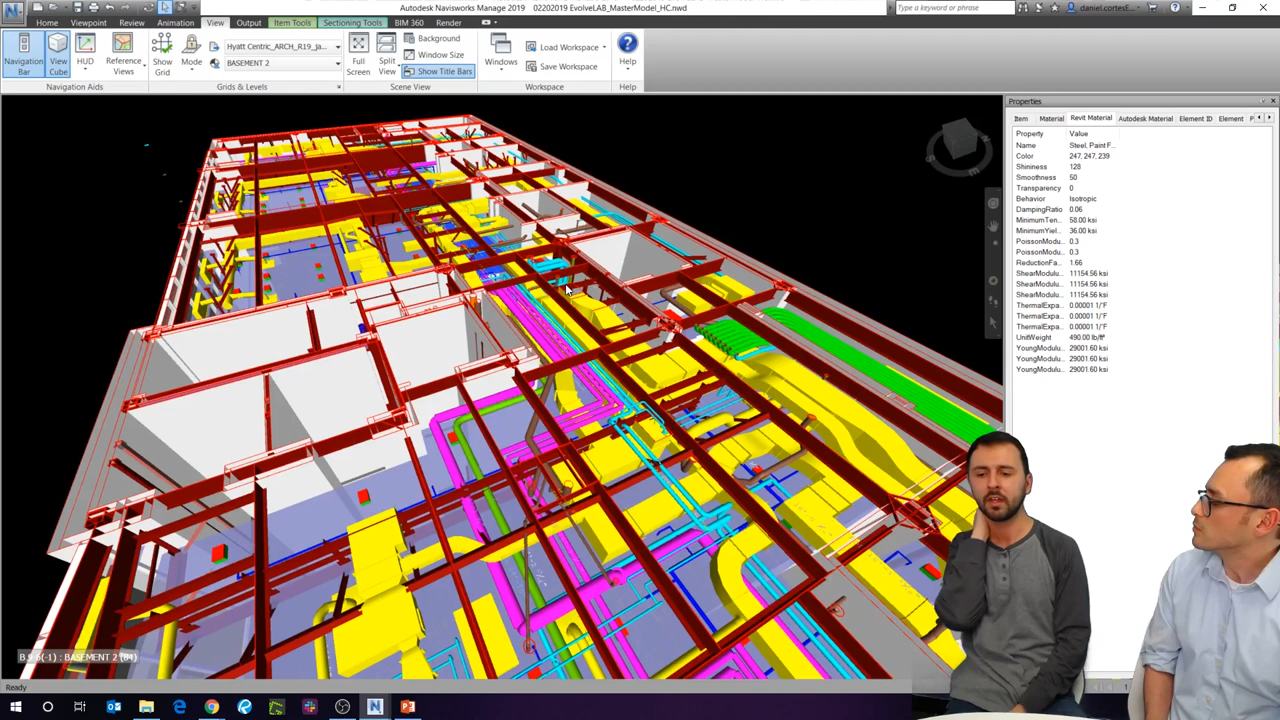 Autodesk Navisworks Manage 2019 02202019 EvolveLAB_MasterModel_HC.nwd
Type a keyword or phrase
daniel.cortesE...
Home Viewpoint Review Animation View Output Item Tools Sectioning Tools BIM 360 Render
Navigation Bar
View Cube
HUD
Reference Views
Navigation Aids
Show Grid
Mode
Hyatt Centric_ARCH_R19_ja...
BASEMENT 2
Grids & Levels
Full Screen
Split View
Background
Window Size
Show Title Bars
Scene View
Windows
Load Workspace
Save Workspace
Workspace
Help
Help
Properties
Item Material Revit Material Autodesk Material Element ID Element P
Property Value
Name Steel, Paint F...
Color 247, 247, 239
Shininess 128
Smoothness 50
Transparency 0
Behavior Isotropic
DampingRatio 0.06
MinimumTen... 58.00 ksi
MinimumYiel... 36.00 ksi
PoissonModu... 0.3
PoissonModu... 0.3
ReductionFa... 1.66
ShearModulu... 11154.56 ksi
ShearModulu... 11154.56 ksi
ShearModulu... 11154.56 ksi
ThermalExpa... 0.00001 1/°F
ThermalExpa... 0.00001 1/°F
ThermalExpa... 0.00001 1/°F
UnitWeight 490.00 lb/ft³
YoungModulu... 29001.60 ksi
YoungModulu... 29001.60 ksi
YoungModulu... 29001.60 ksi
Ready